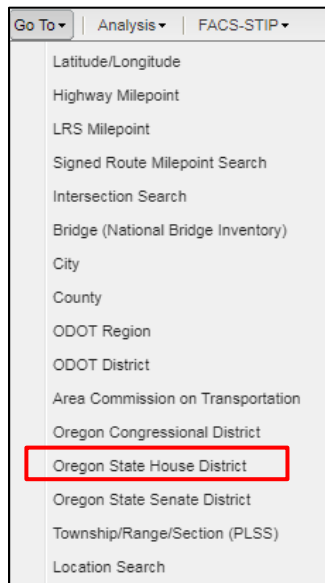 Go To Analysis FACS-STIP
Latitude/Longitude
Highway Milepoint
LRS Milepoint
Signed Route Milepoint Search
Intersection Search
Bridge (National Bridge Inventory)
City
County
ODOT Region
ODOT District
Area Commission on Transportation
Oregon Congressional District
Oregon State House District
Oregon State Senate District
Township/Range/Section (PLSS)
Location Search